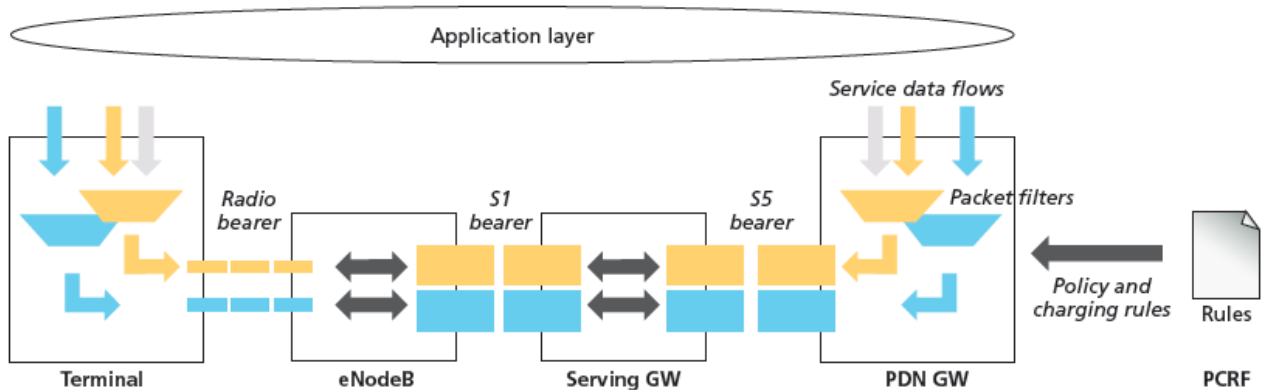 Application layer
Service data flows
Radio
bearer
S1
bearer
S5
bearer
Packet filters
Policy and
charging rules
Rules
Terminal
eNodeB
Serving GW
PDN GW
PCRF